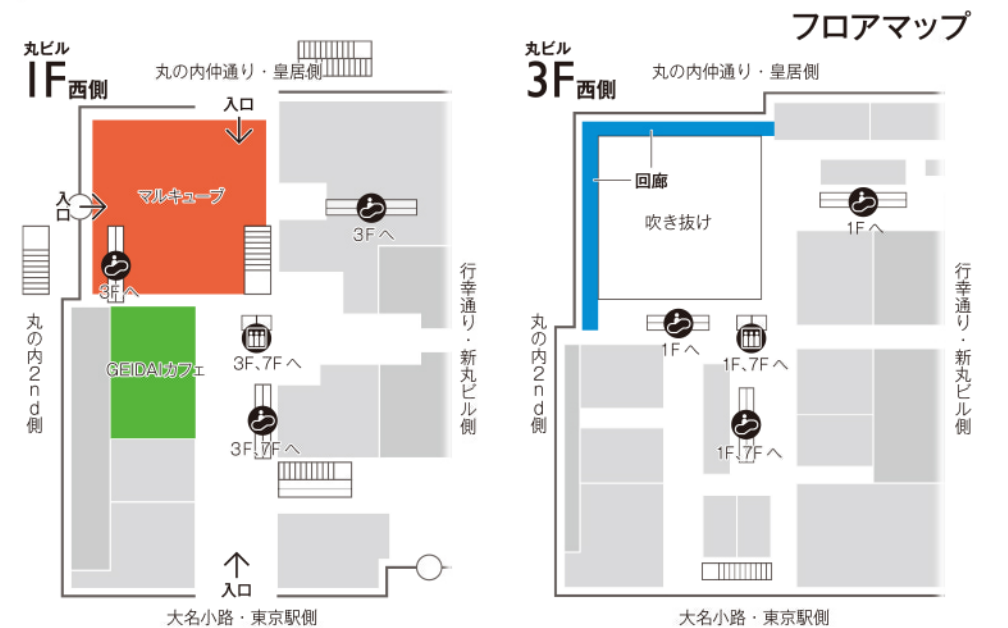 フロアマップ
丸ビル
1F西側
丸の内仲通り・皇居側
入口
マルキューブ
入口
3Fへ
3Fへ
GEIDAIカフェ
3F、7Fへ
3F、7Fへ
丸の内2nd側
行幸通り・新丸ビル側
入口
大名小路・東京駅側
丸ビル
3F西側
丸の内仲通り・皇居側
回廊
吹き抜け
1Fへ
1Fへ
1F、7Fへ
1F、7Fへ
丸の内2nd側
行幸通り・新丸ビル側
大名小路・東京駅側